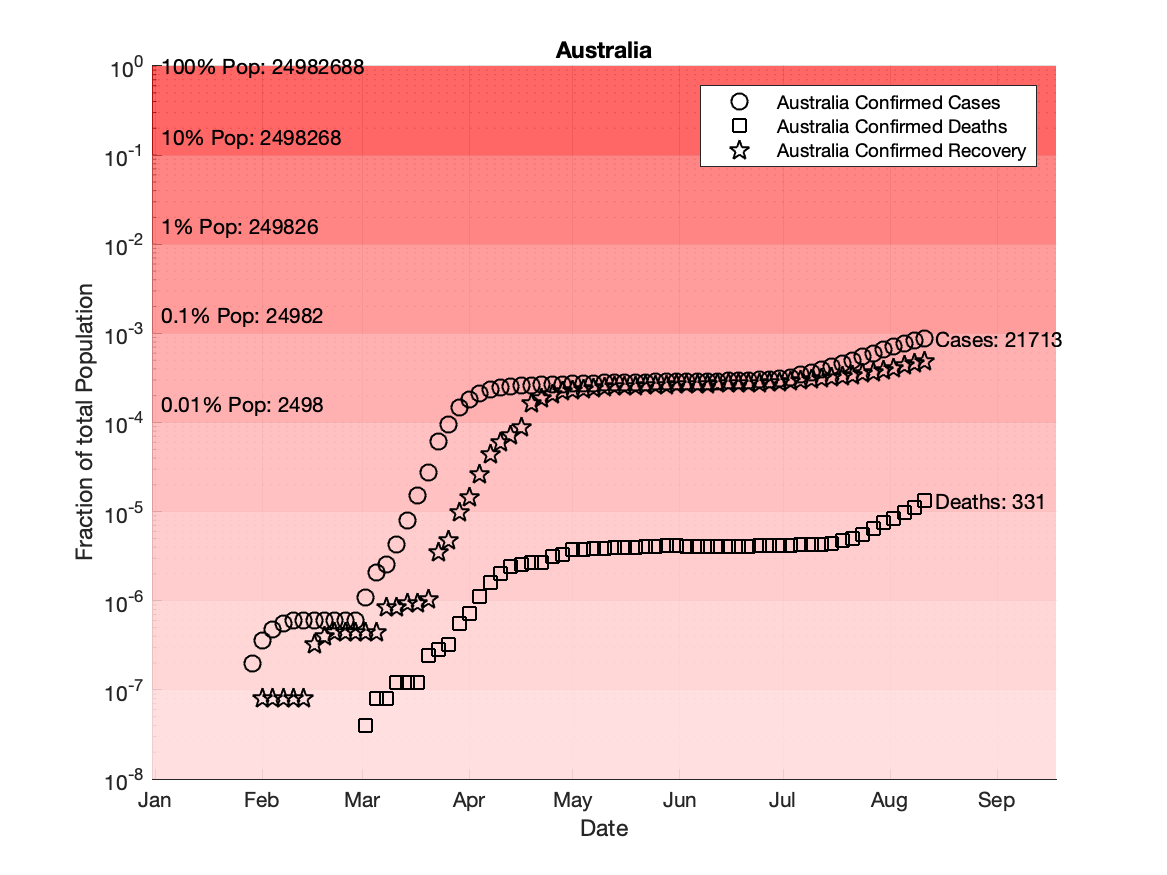 Australia
10^0
100% Pop: 24982688
Australia Confirmed Cases
Australia Confirmed Deaths
Australia Confirmed Recovery
10% Pop: 2498268
10^-1
1% Pop: 249826
10^-2
0.1% Pop: 24982
10^-3
Cases: 21713
0.01% Pop: 2498
10^-4
Deaths: 331
10^-5
10^-6
10^-7
10^-8
Fraction of total Population
Jan Feb Mar Apr May Jun Jul Aug Sep
Date